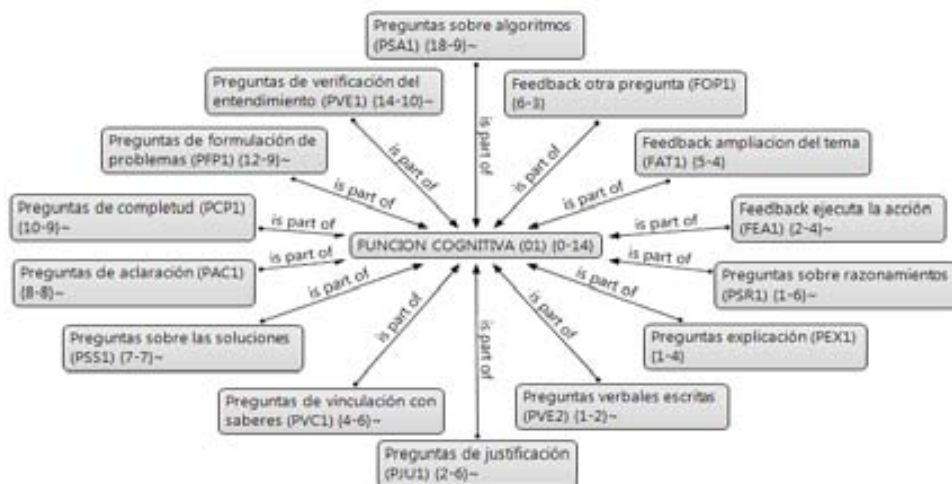 Preguntas sobre algoritmos
(PSA1) {18-9}~
Preguntas de verificación del
entendimiento (PVE1) {14-10}~
Feedback otra pregunta (FOP1)
{6-3}
is part of
is part of
is part of
Preguntas de formulación de
problemas (PFP1) {12-9}~
Feedback ampliacion del tema
(FAT1) {5-4}
is part of
is part of
Preguntas de completud (PCP1)
{10-9}~
Feedback ejecuta la acción
(FEA1) {2-4}~
is part of
is part of
FUNCION COGNITIVA (01) {0-14}
Preguntas de aclaración (PAC1)
{8-8}~
Preguntas sobre razonamientos
(PSR1) {1-6}~
is part of
is part of
Preguntas sobre las soluciones
(PSS1) {7-7}~
Preguntas explicación (PEX1)
{1-4}
is part of
is part of
is part of
is part of
is part of
Preguntas de vinculación con
saberes (PVC1) {4-6}~
Preguntas verbales escritas
(PVE2) {1-2}~
Preguntas de justificación
(PJU1) {2-6}~